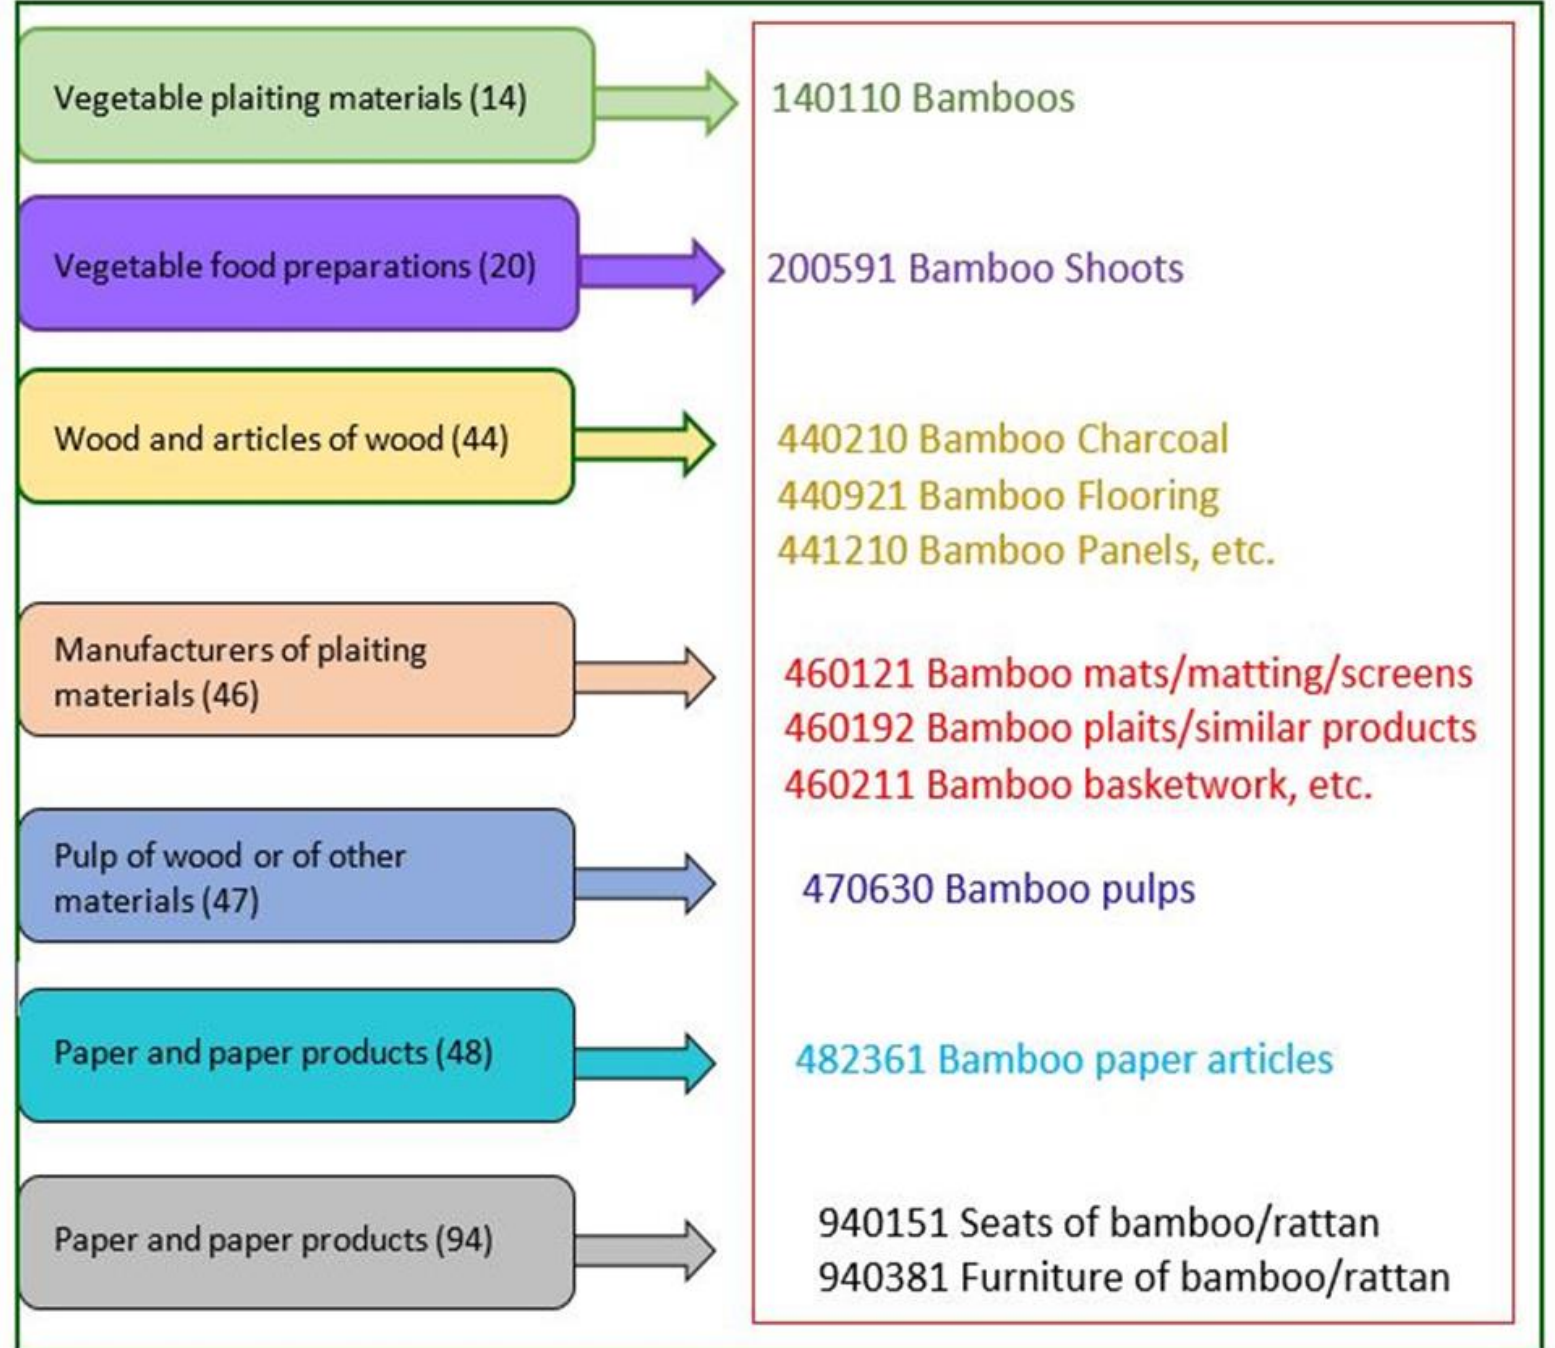 Vegetable plaiting materials (14)
140110 Bamboos
Vegetable food preparations (20)
200591 Bamboo Shoots
Wood and articles of wood (44)
440210 Bamboo Charcoal
440921 Bamboo Flooring
441210 Bamboo Panels, etc.
Manufacturers of plaiting
materials (46)
460121 Bamboo mats/matting/screens
460192 Bamboo plaits/similar products
460211 Bamboo basketwork, etc.
Pulp of wood or of other
materials (47)
470630 Bamboo pulps
Paper and paper products (48)
482361 Bamboo paper articles
Paper and paper products (94)
940151 Seats of bamboo/rattan
940381 Furniture of bamboo/rattan